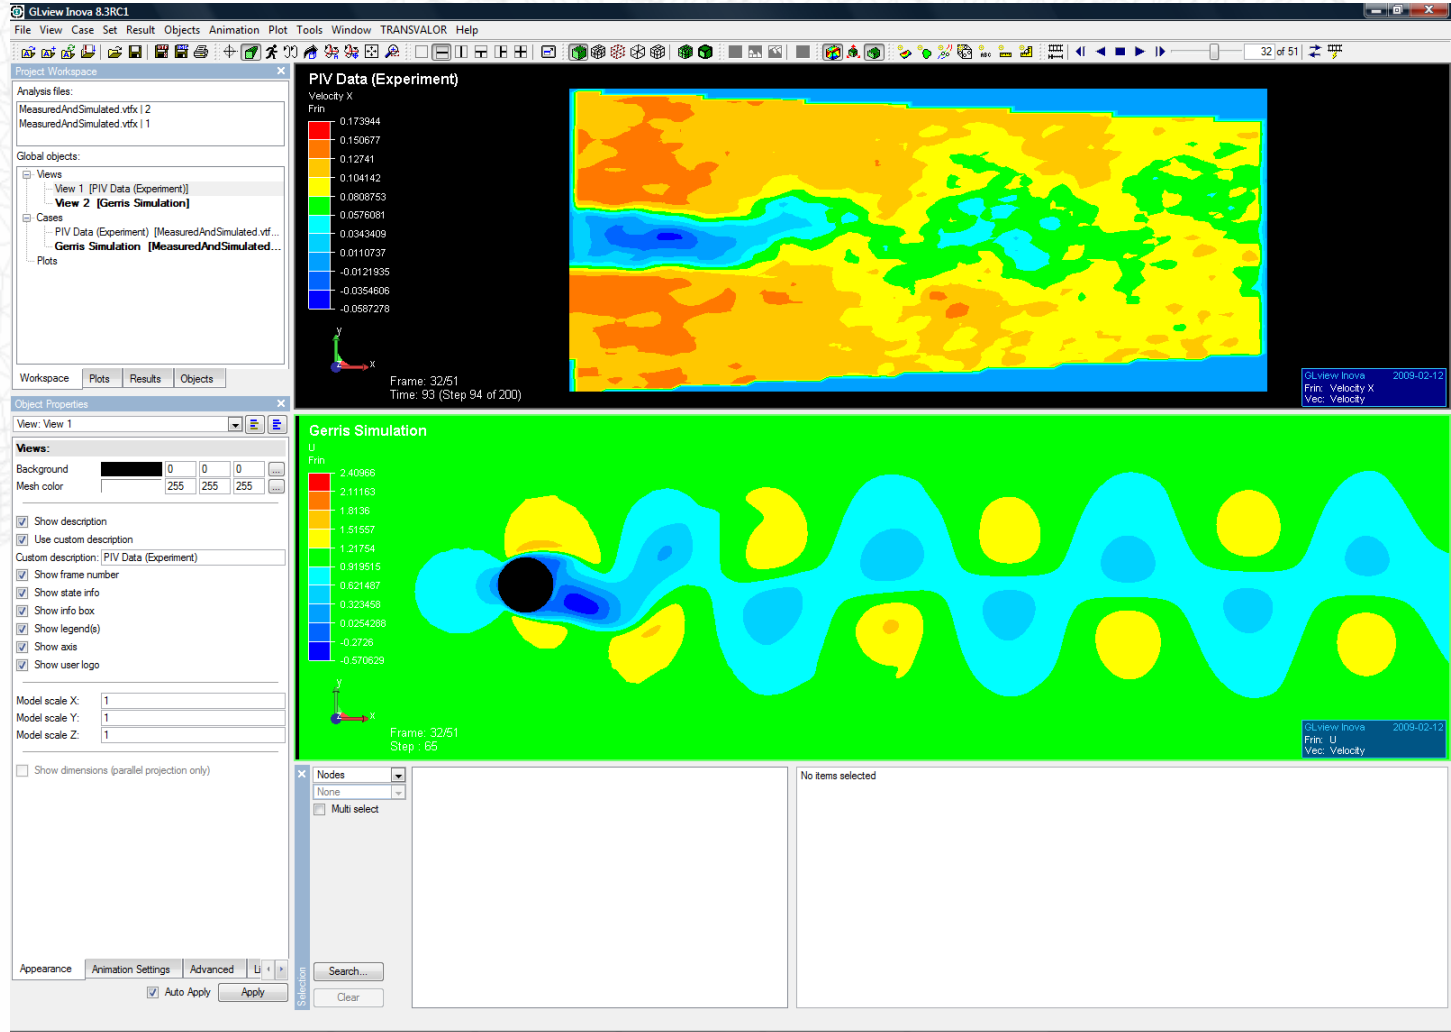 GLview Inova 8.3RC1
File View Case Set Result Objects Animation Plot Tools Window TRANSVALOR Help
32 of 51
Project Workspace
Analysis files:
MeasuredAndSimulated.vtfx | 2
MeasuredAndSimulated.vtfx | 1
Global objects:
Views
View 1 [PIV Data (Experiment)]
View 2 [Gerris Simulation]
Cases
PIV Data (Experiment) [MeasuredAndSimulated.vtf...
Gerris Simulation [MeasuredAndSimulated...
Plots
Workspace Plots Results Objects
Object Properties
View: View 1
Views:
Background 0 0 0 ...
Mesh color 255 255 255 ...
Show description
Use custom description
Custom description: PIV Data (Experiment)
Show frame number
Show state info
Show info box
Show legend(s)
Show axis
Show user logo
Model scale X: 1
Model scale Y: 1
Model scale Z: 1
Show dimensions (parallel projection only)
Appearance Animation Settings Advanced Li
Auto Apply Apply
PIV Data (Experiment)
Velocity X
Frin
0.173944
0.150677
0.12741
0.104142
0.0808753
0.0576081
0.0343409
0.0110737
-0.0121935
-0.0354606
-0.0587278
y
z x
Frame: 32/51
Time: 93 (Step 94 of 200)
GLview Inova 2009-02-12
Frin: Velocity X
Vec: Velocity
Gerris Simulation
U
Frin
2.40966
2.11163
1.8136
1.51557
1.21754
0.919515
0.621487
0.323458
0.0254288
-0.2726
-0.570629
y
z x
Frame: 32/51
Step : 65
GLview Inova 2009-02-12
Frin: U
Vec: Velocity
Selection
Nodes
None
Multi select
Search...
Clear
No items selected